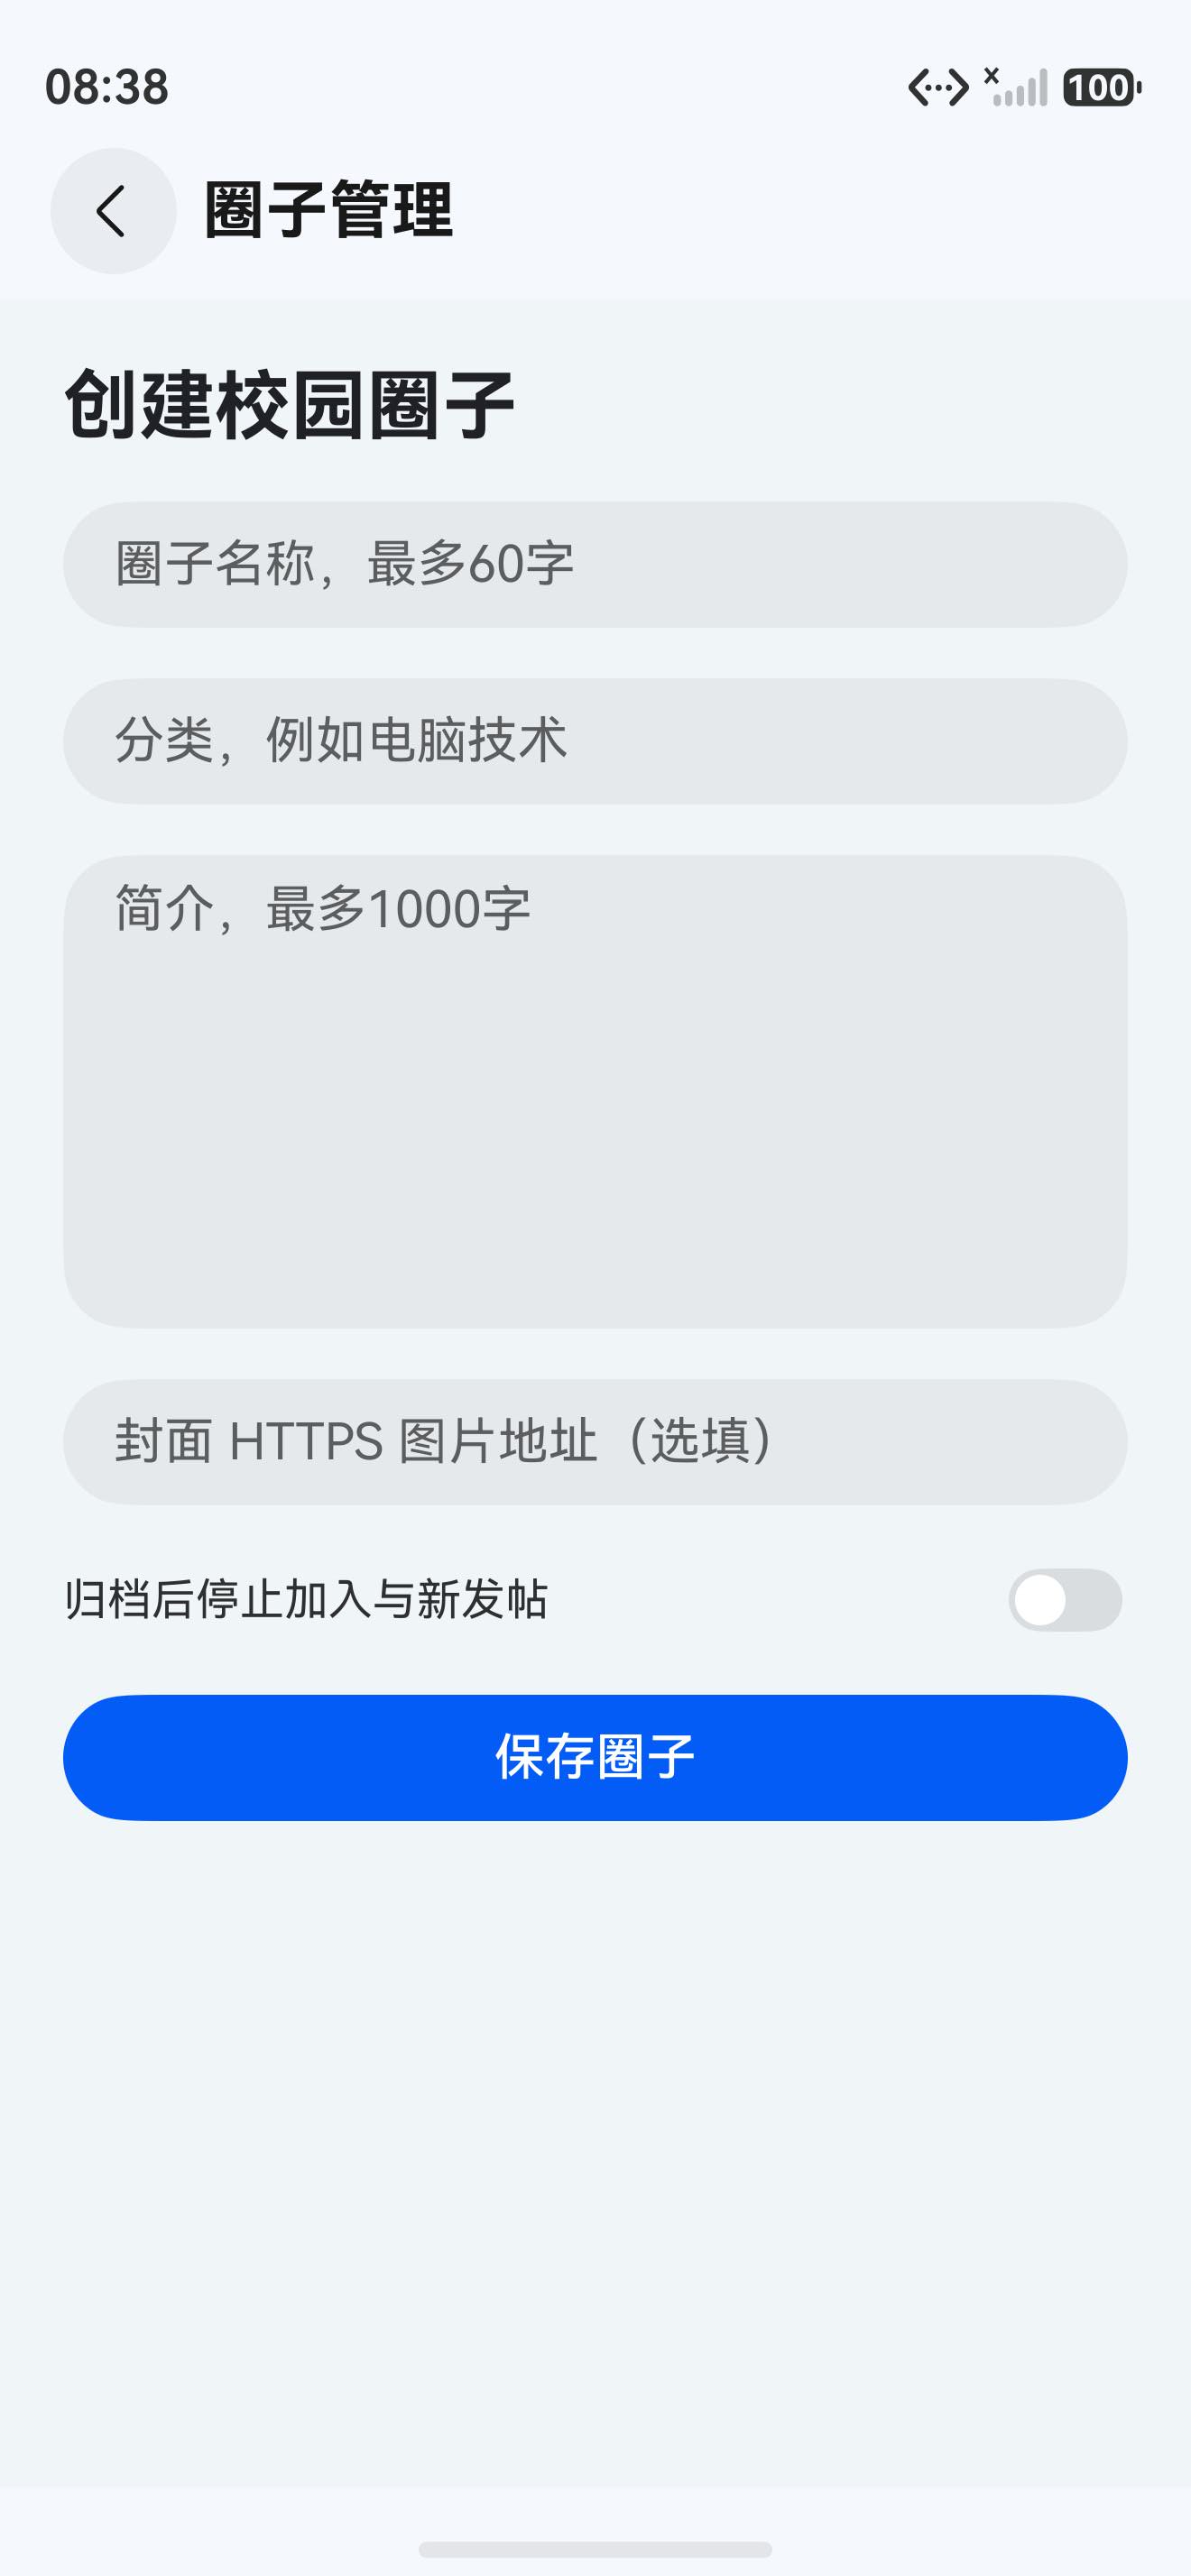 08:38
100
圈子管理
创建校园圈子
圈子名称，最多60字
分类，例如电脑技术
简介，最多1000字
封面 HTTPS 图片地址（选填）
归档后停止加入与新发帖
保存圈子